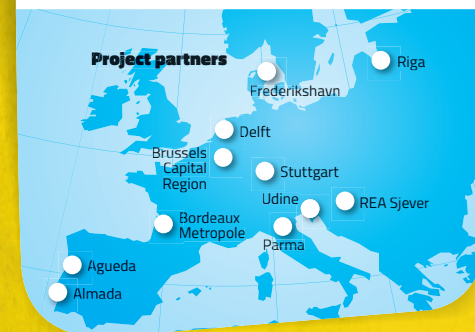 Project partners
Riga
Frederikshavn
Delft
Brussels
Capital
Region
Stuttgart
Udine
REA Sjever
Bordeaux
Metropole
Parma
Agueda
Almada